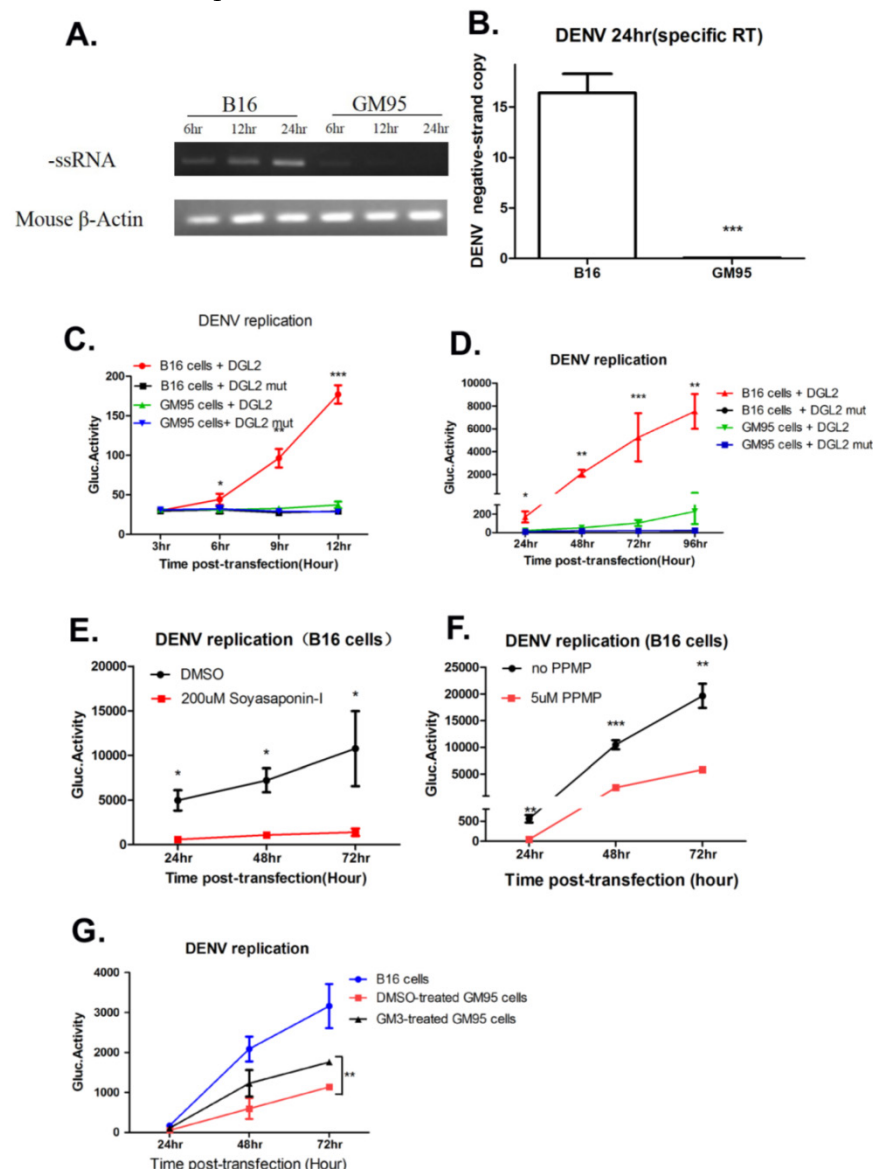 A.
B16 GM95
6hr 12hr 24hr 6hr 12hr 24hr
-ssRNA
Mouse β-Actin
B.
DENV 24hr(specific RT)
DENV negative-strand copy
15
10
5
0
***
B16 GM95
C.
DENV replication
B16 cells + DGL2
B16 cells + DGL2 mut
GM95 cells + DGL2
GM95 cells+ DGL2 mut
Gluc.Activity
200
150
100
50
0
*
**
***
3hr 6hr 9hr 12hr
Time post-transfection(Hour)
D.
DENV replication
B16 cells + DGL2
B16 cells + DGL2 mut
GM95 cells + DGL2
GM95 cells + DGL2 mut
Gluc.Activity
10000
8000
6000
4000
2000
200
0
*
**
***
**
24hr 48hr 72hr 96hr
Time post-transfection(Hour)
E.
DENV replication（B16 cells）
DMSO
200uM Soyasaponin-I
Gluc.Activity
20000
15000
10000
5000
0
*
*
*
24hr 48hr 72hr
Time post-transfection(Hour)
F.
DENV replication (B16 cells)
no PPMP
5uM PPMP
Gluc.Activity
25000
20000
15000
10000
5000
500
0
**
***
**
24hr 48hr 72hr
Time post-transfection (hour)
G.
DENV replication
B16 cells
DMSO-treated GM95 cells
GM3-treated GM95 cells
Gluc.Activity
4000
3000
2000
1000
0
**
24hr 48hr 72hr
Time post-transfection (Hour)